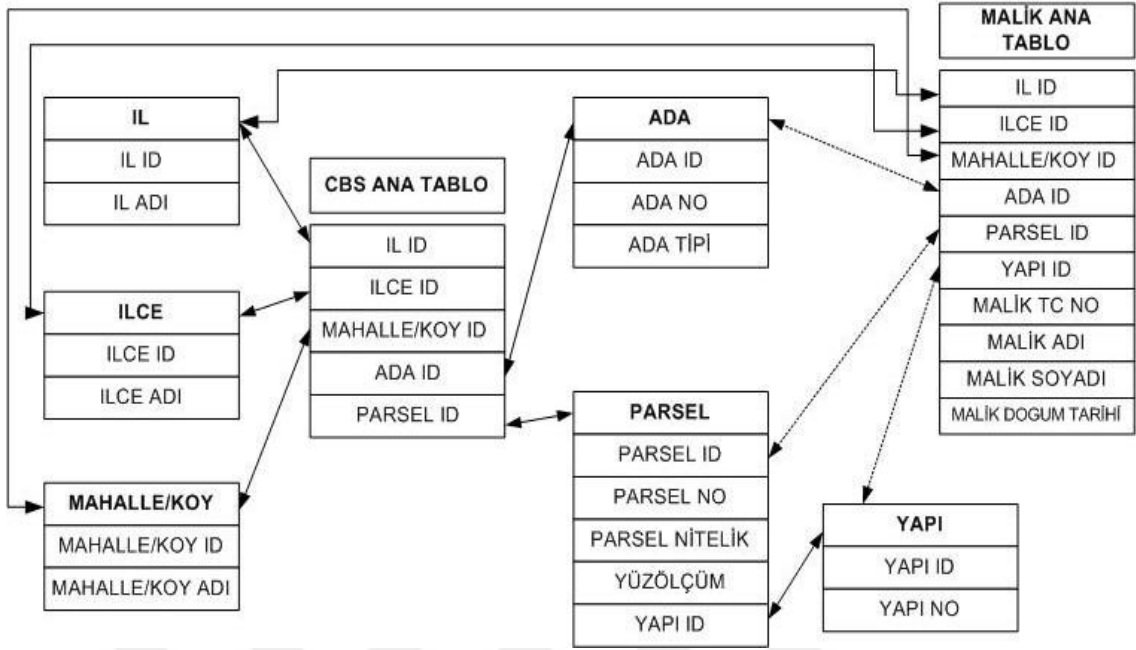 MALİK ANA
TABLO
IL ID
ILCE ID
MAHALLE/KOY ID
ADA ID
PARSEL ID
YAPI ID
MALİK TC NO
MALİK ADI
MALİK SOYADI
MALİK DOGUM TARİHİ
IL
IL ID
IL ADI
CBS ANA TABLO
IL ID
ILCE ID
MAHALLE/KOY ID
ADA ID
PARSEL ID
ADA
ADA ID
ADA NO
ADA TİPİ
ILCE
ILCE ID
ILCE ADI
PARSEL
PARSEL ID
PARSEL NO
PARSEL NİTELİK
YÜZÖLÇÜM
YAPI ID
MAHALLE/KOY
MAHALLE/KOY ID
MAHALLE/KOY ADI
YAPI
YAPI ID
YAPI NO